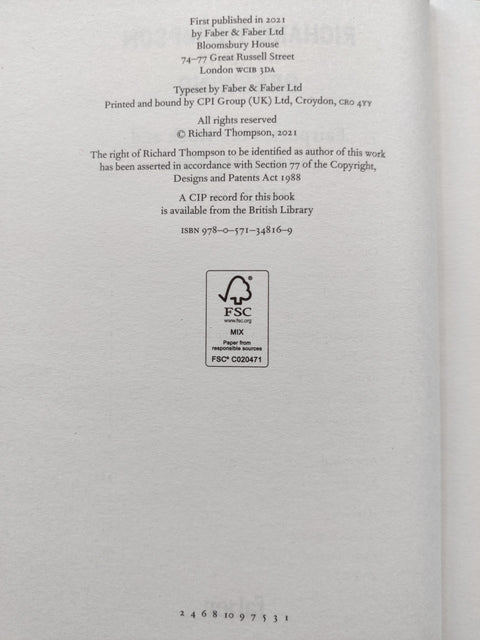 First published in 2021
by Faber & Faber Ltd
Bloomsbury House
74–77 Great Russell Street
London WC1B 3DA
Typeset by Faber & Faber Ltd
Printed and bound by CPI Group (UK) Ltd, Croydon, CR0 4YY
All rights reserved
© Richard Thompson, 2021
The right of Richard Thompson to be identified as author of this work
has been asserted in accordance with Section 77 of the Copyright,
Designs and Patents Act 1988
A CIP record for this book
is available from the British Library
ISBN 978–0–571–34816–9
FSC®
www.fsc.org
MIX
Paper from
responsible sources
FSC® C020471
2 4 6 8 10 9 7 5 3 1